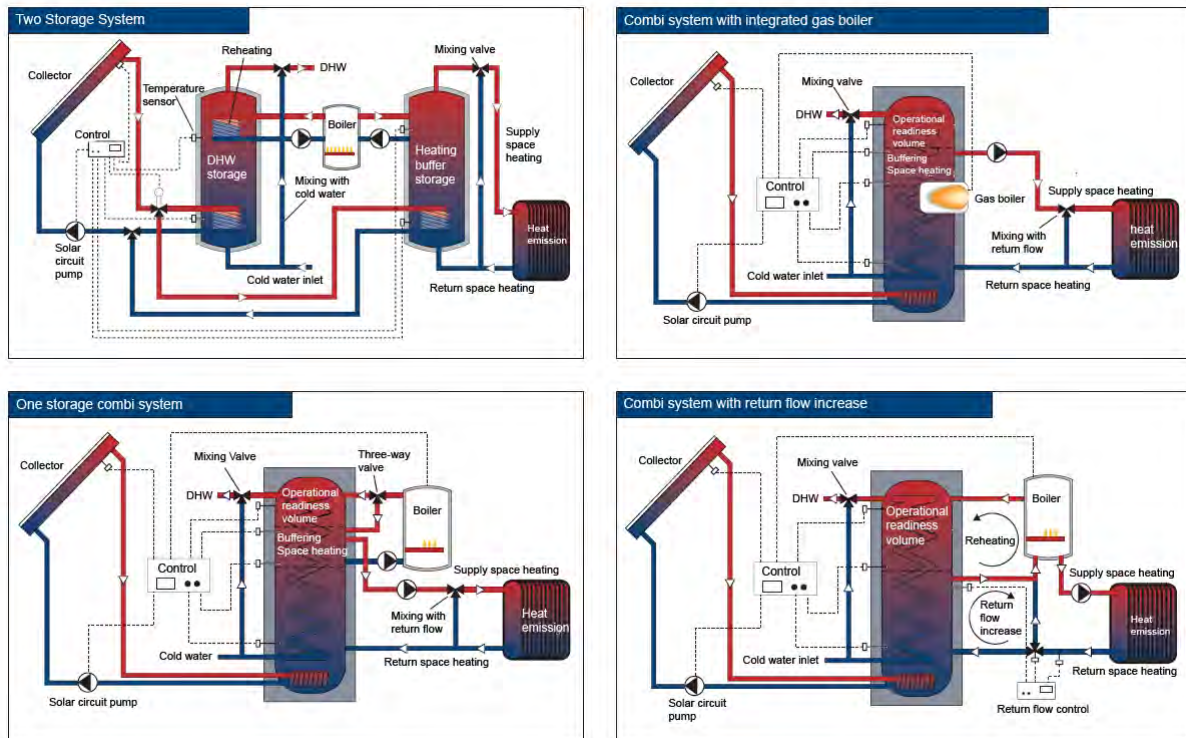 Two Storage System
Reheating
Mixing valve
DHW
Collector
Temperature
sensor
Control
Boiler
Supply
space
heating
DHW
storage
Heating
buffer
storage
Mixing with
cold water
Heat
emission
Solar
circuit
pump
Cold water inlet
Return space heating
Combi system with integrated gas boiler
Collector
Mixing valve
DHW
Operational
readiness
volume
Buffering
Space heating
Control
Gas boiler
Supply space heating
Mixing with
return flow
heat
emission
Cold water inlet
Return space heating
Solar circuit pump
One storage combi system
Collector
Mixing Valve
Three-way
valve
DHW
Operational
readiness
volume
Boiler
Buffering
Space heating
Control
Supply space heating
Mixing with
return flow
Heat
emission
Cold water
Return space heating
Solar circuit pump
Combi system with return flow increase
Collector
Mixing valve
DHW
Operational
readiness
volume
Boiler
Reheating
Control
Supply space heating
Return
flow
increase
Heat
emission
Cold water inlet
Return space heating
Solar circuit pump
Return flow control